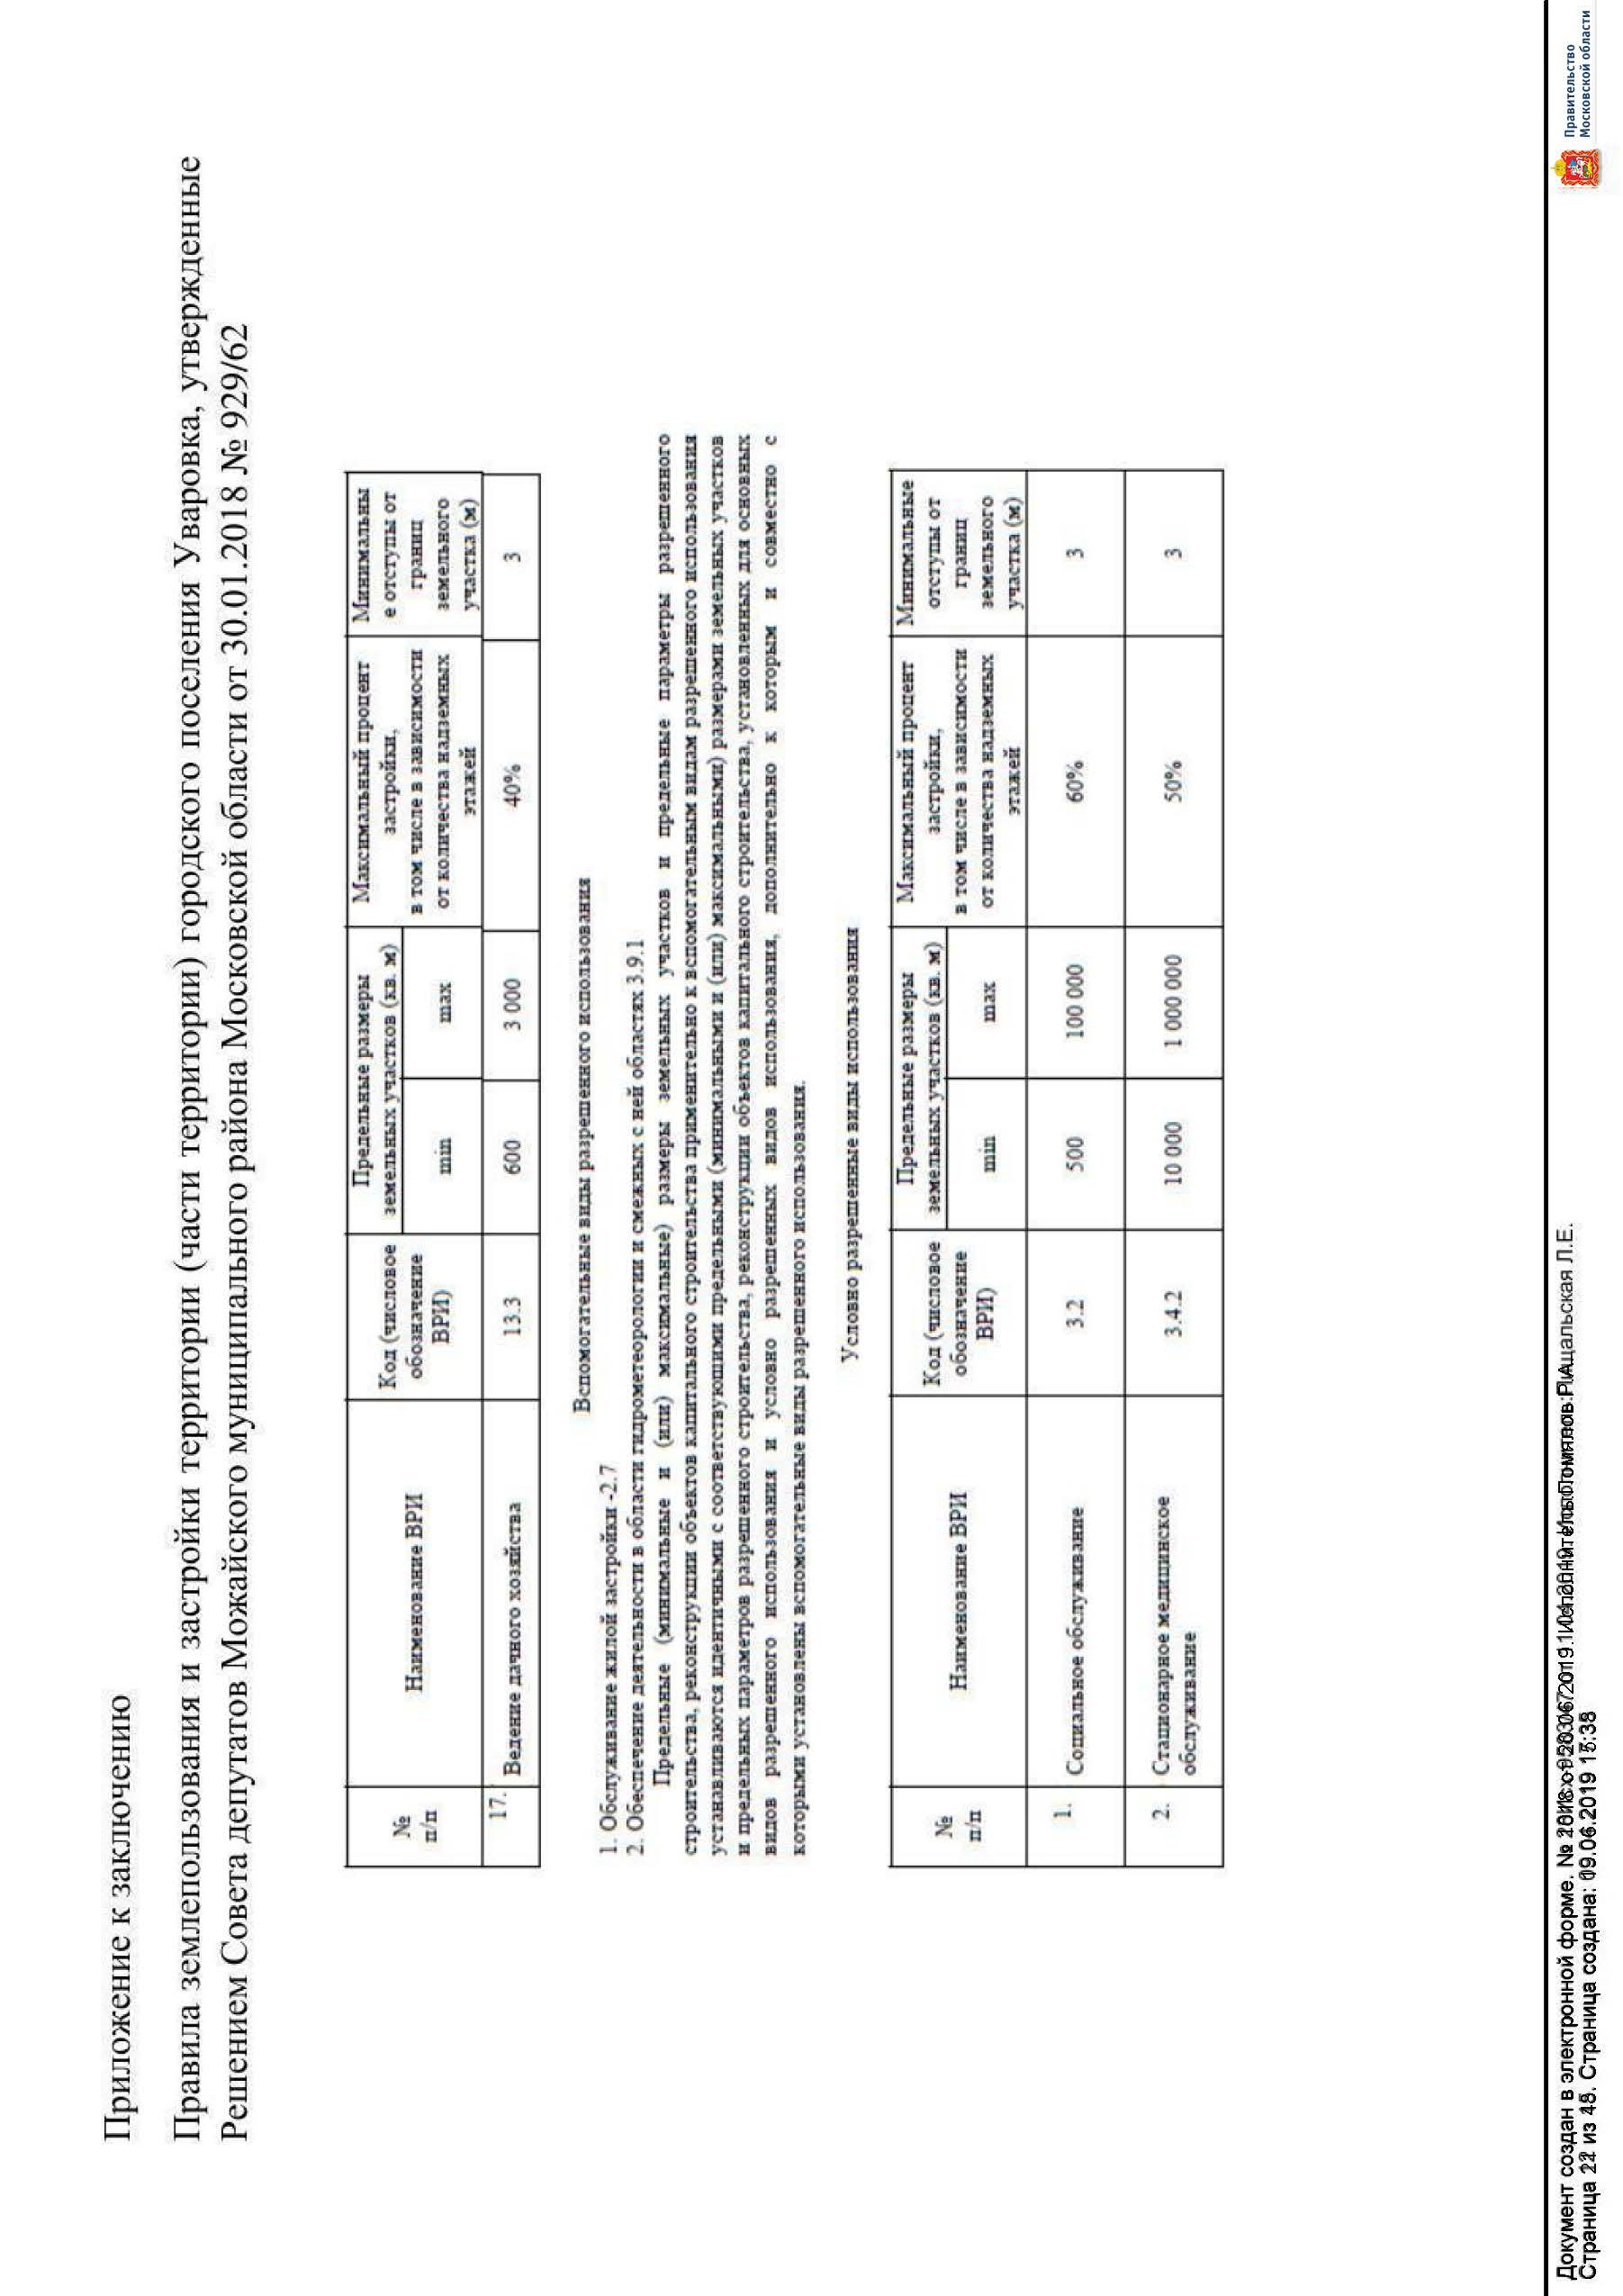 Приложение к заключению
Правила землепользования и застройки территории (части территории) городского поселения Уваровка, утвержденные
Решением Совета депутатов Можайского муниципального района Московской области от 30.01.2018 № 929/62
№ п/п | Наименование ВРИ | Код (числовое обозначение ВРИ) | Предельные размеры земельных участков (кв. м) min | max | Максимальный процент застройки, в том числе в зависимости от количества надземных этажей | Минимальны е отступы от границ земельного участка (м)
17. | Ведение дачного хозяйства | 13.3 | 600 | 3 000 | 40% | 3
Вспомогательные виды разрешенного использования
1. Обслуживание жилой застройки -2.7
2. Обеспечение деятельности в области гидрометеорологии и смежных с ней областях 3.9.1
Предельные (минимальные и (или) максимальные) размеры земельных участков и предельные параметры разрешенного
строительства, реконструкции объектов капитального строительства применительно к вспомогательным видам разрешенного использования
устанавливаются идентичными с соответствующими предельными (минимальными и (или) максимальными) размерами земельных участков
и предельных параметров разрешенного строительства, реконструкции объектов капитального строительства, установленных для основных
видов разрешенного использования и условно разрешенных видов использования, дополнительно к которым и совместно с
которыми установлены вспомогательные виды разрешенного использования.
Условно разрешенные виды использования
№ п/п | Наименование ВРИ | Код (числовое обозначение ВРИ) | Предельные размеры земельных участков (кв. м) min | max | Максимальный процент застройки, в том числе в зависимости от количества надземных этажей | Минимальные отступы от границ земельного участка (м)
1. | Социальное обслуживание | 3.2 | 500 | 100 000 | 60% | 3
2. | Стационарное медицинское обслуживание | 3.4.2 | 10 000 | 1 000 000 | 50% | 3
Документ создан в электронной форме. №
Страница из Страница создана:
Правительство
Московской области